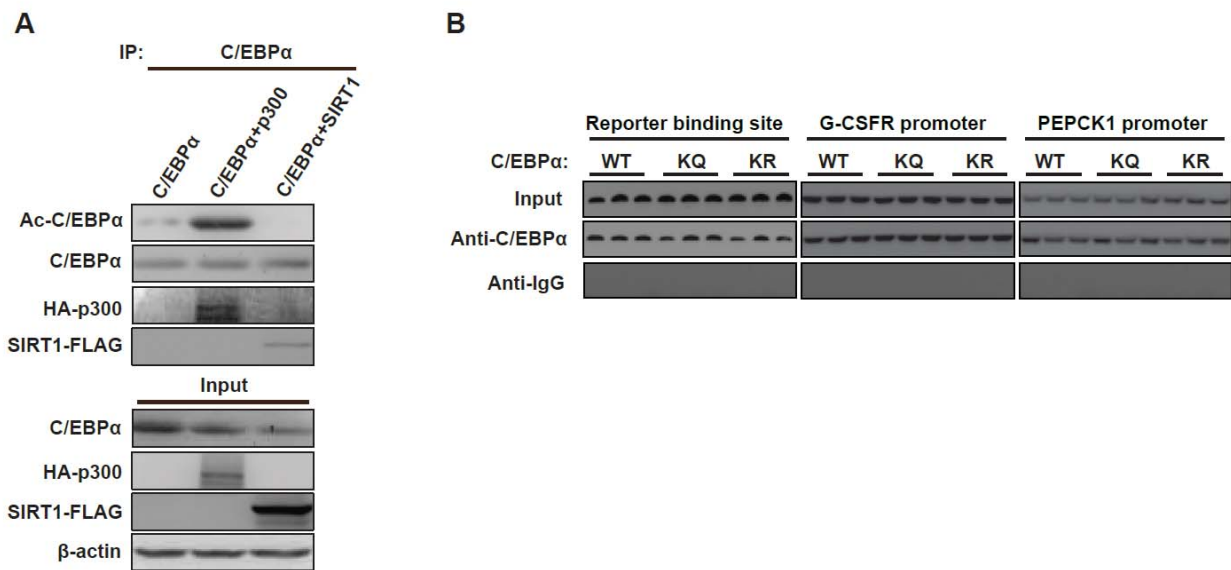 A
IP: C/EBPα
C/EBPα
C/EBPα+p300
C/EBPα+SIRT1
Ac-C/EBPα
C/EBPα
HA-p300
SIRT1-FLAG
Input
C/EBPα
HA-p300
SIRT1-FLAG
β-actin
B
Reporter binding site G-CSFR promoter PEPCK1 promoter
C/EBPα: WT KQ KR WT KQ KR WT KQ KR
Input
Anti-C/EBPα
Anti-IgG